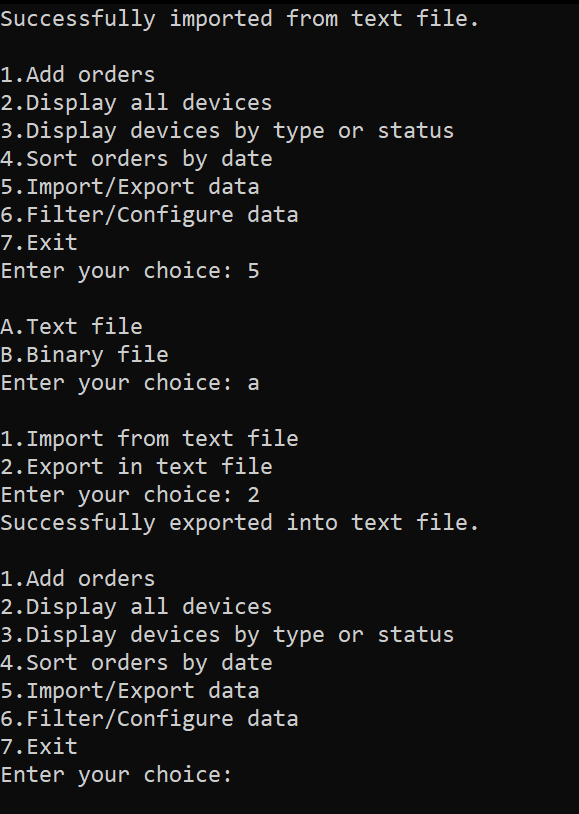 Successfully imported from text file.
1.Add orders
2.Display all devices
3.Display devices by type or status
4.Sort orders by date
5.Import/Export data
6.Filter/Configure data
7.Exit
Enter your choice: 5
A.Text file
B.Binary file
Enter your choice: a
1.Import from text file
2.Export in text file
Enter your choice: 2
Successfully exported into text file.
1.Add orders
2.Display all devices
3.Display devices by type or status
4.Sort orders by date
5.Import/Export data
6.Filter/Configure data
7.Exit
Enter your choice: